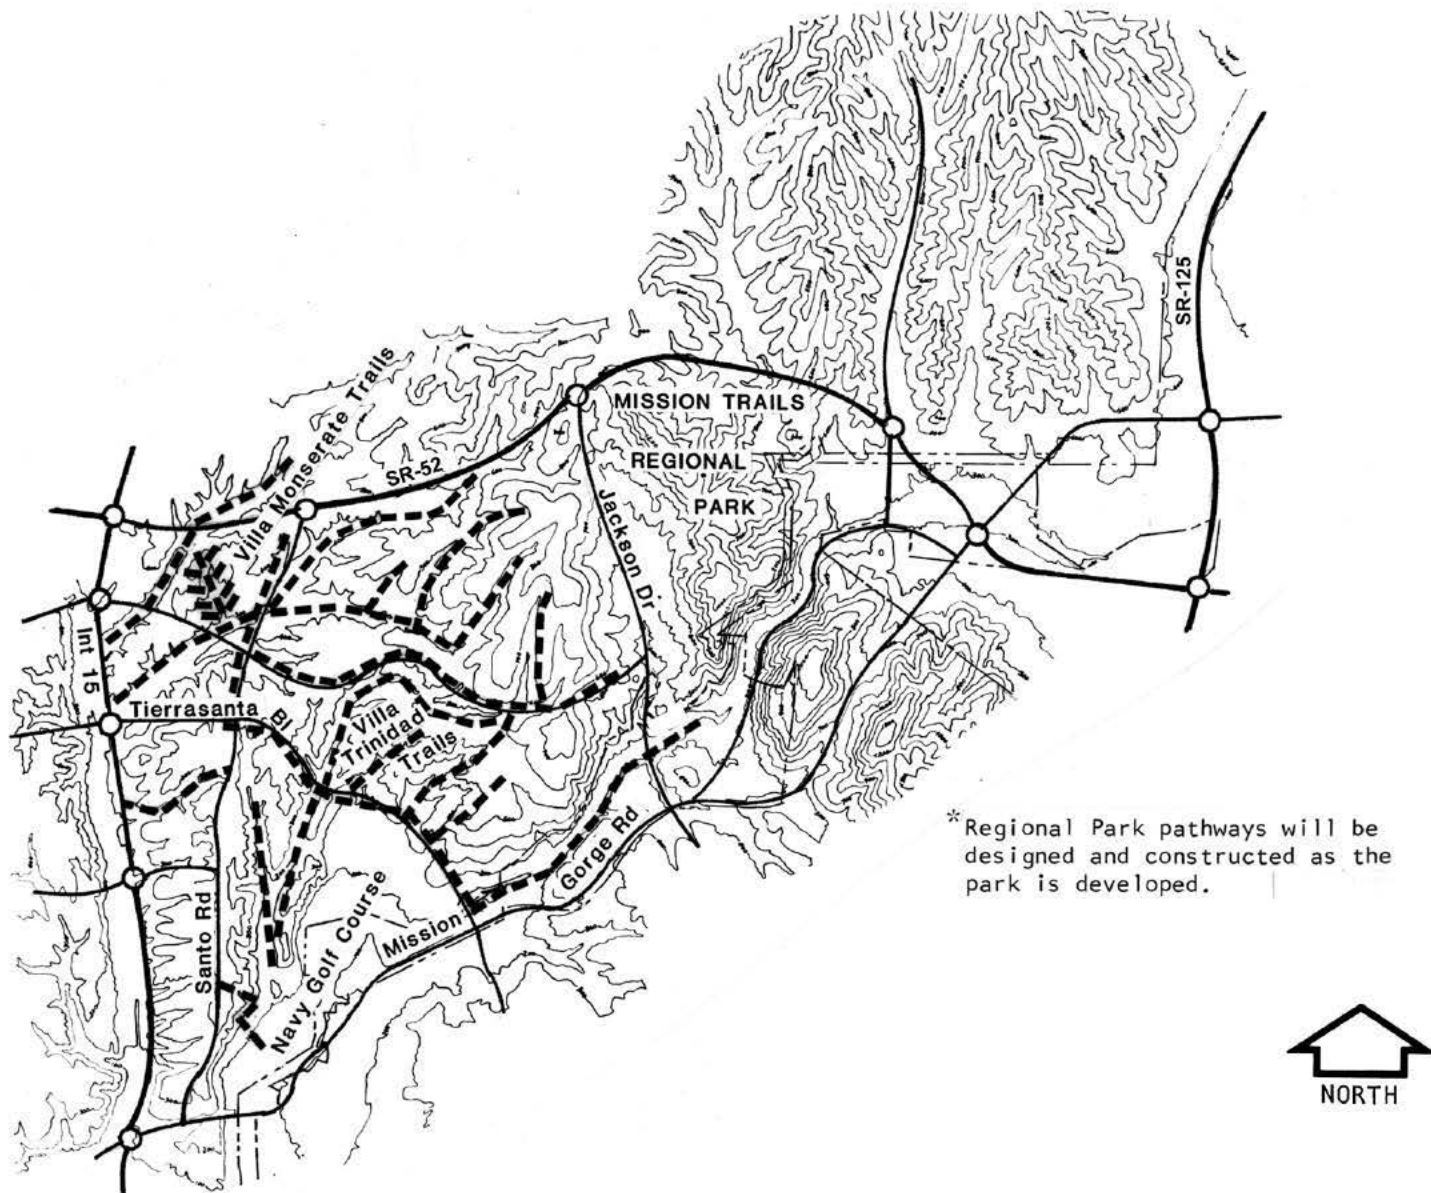 SR-125
Villa Monserate Trails
MISSION TRAILS
REGIONAL
PARK
SR-52
Jackson Dr
Int 15
Tierrasanta Bl
Villa
Trinidad
Trails
Mission Gorge Rd
Santo Rd
Navy Golf Course
*Regional Park pathways will be
designed and constructed as the
park is developed.
NORTH